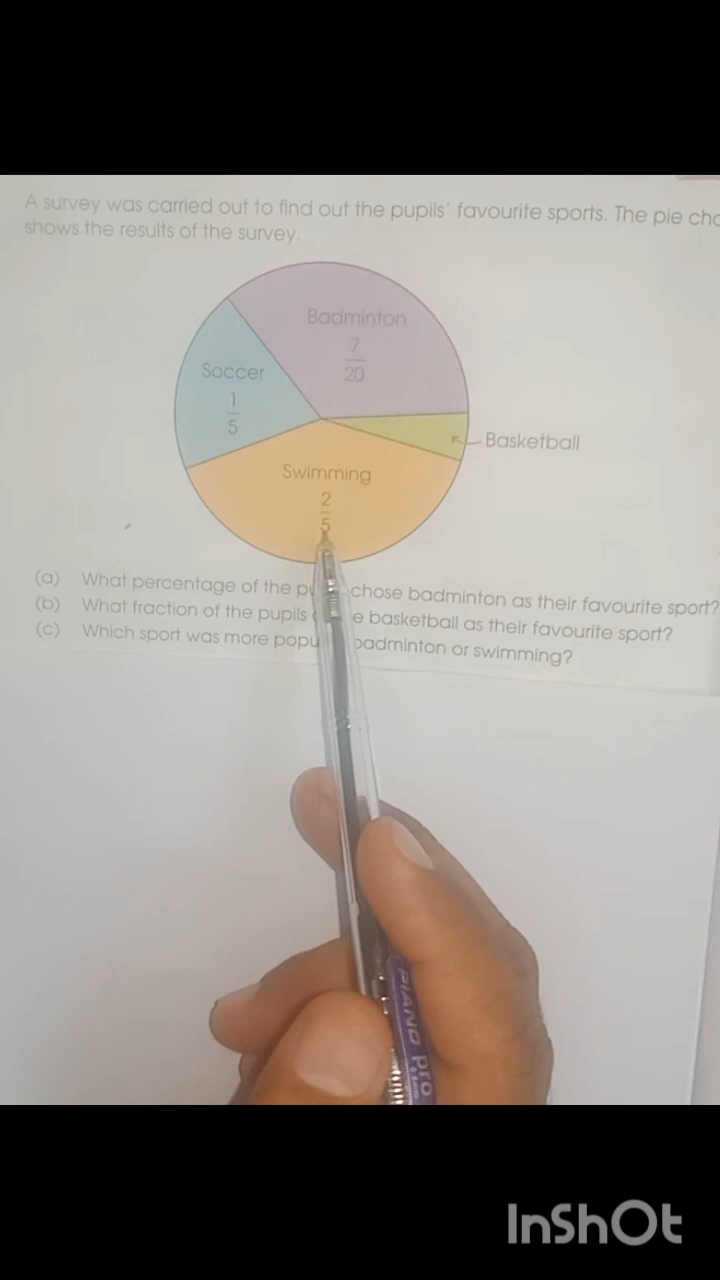 A survey was carried out to find out the pupils' favourite sports. The pie
shows the results of the survey.
Badminton
7
20
Soccer
1
5
Basketball
Swimming
2
5
(a) What percentage of the chose badminton as their favourite sport?
(b) What fraction of the pupils basketball as their favourite sport?
(c) Which sport was more badminton or swimming?
PIANO pro
InShOt